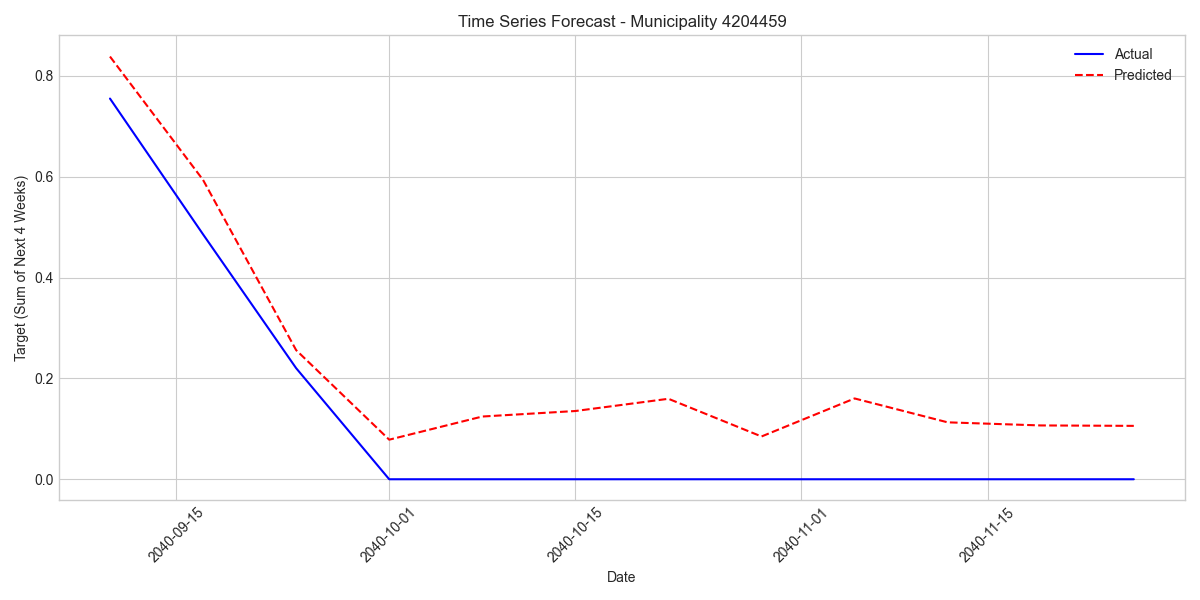 Time Series Forecast - Municipality 4204459
Actual
Predicted
Target (Sum of Next 4 Weeks)
0.8
0.6
0.4
0.2
0.0
2040-09-15
2040-10-01
2040-10-15
2040-11-01
2040-11-15
Date